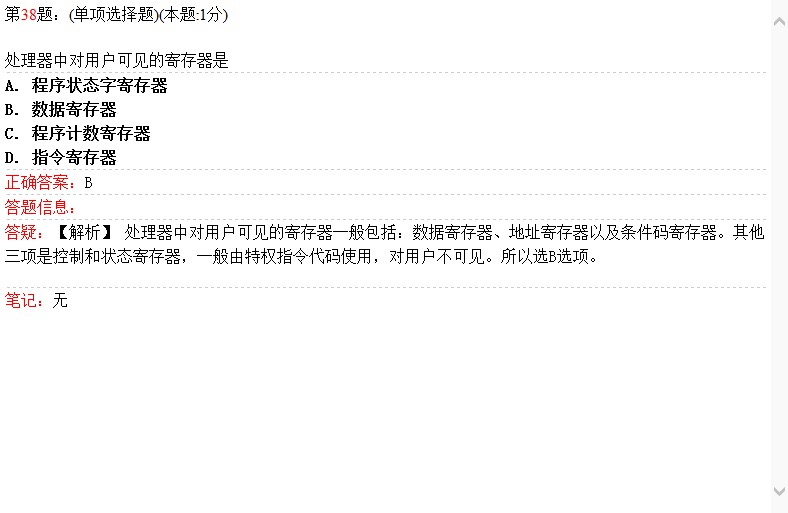 第38题：(单项选择题)(本题:1分)
处理器中对用户可见的寄存器是
A. 程序状态字寄存器
B. 数据寄存器
C. 程序计数寄存器
D. 指令寄存器
正确答案：B
答题信息：
答疑：【解析】 处理器中对用户可见的寄存器一般包括：数据寄存器、地址寄存器以及条件码寄存器。其他
三项是控制和状态寄存器，一般由特权指令代码使用，对用户不可见。所以选B选项。
笔记：无